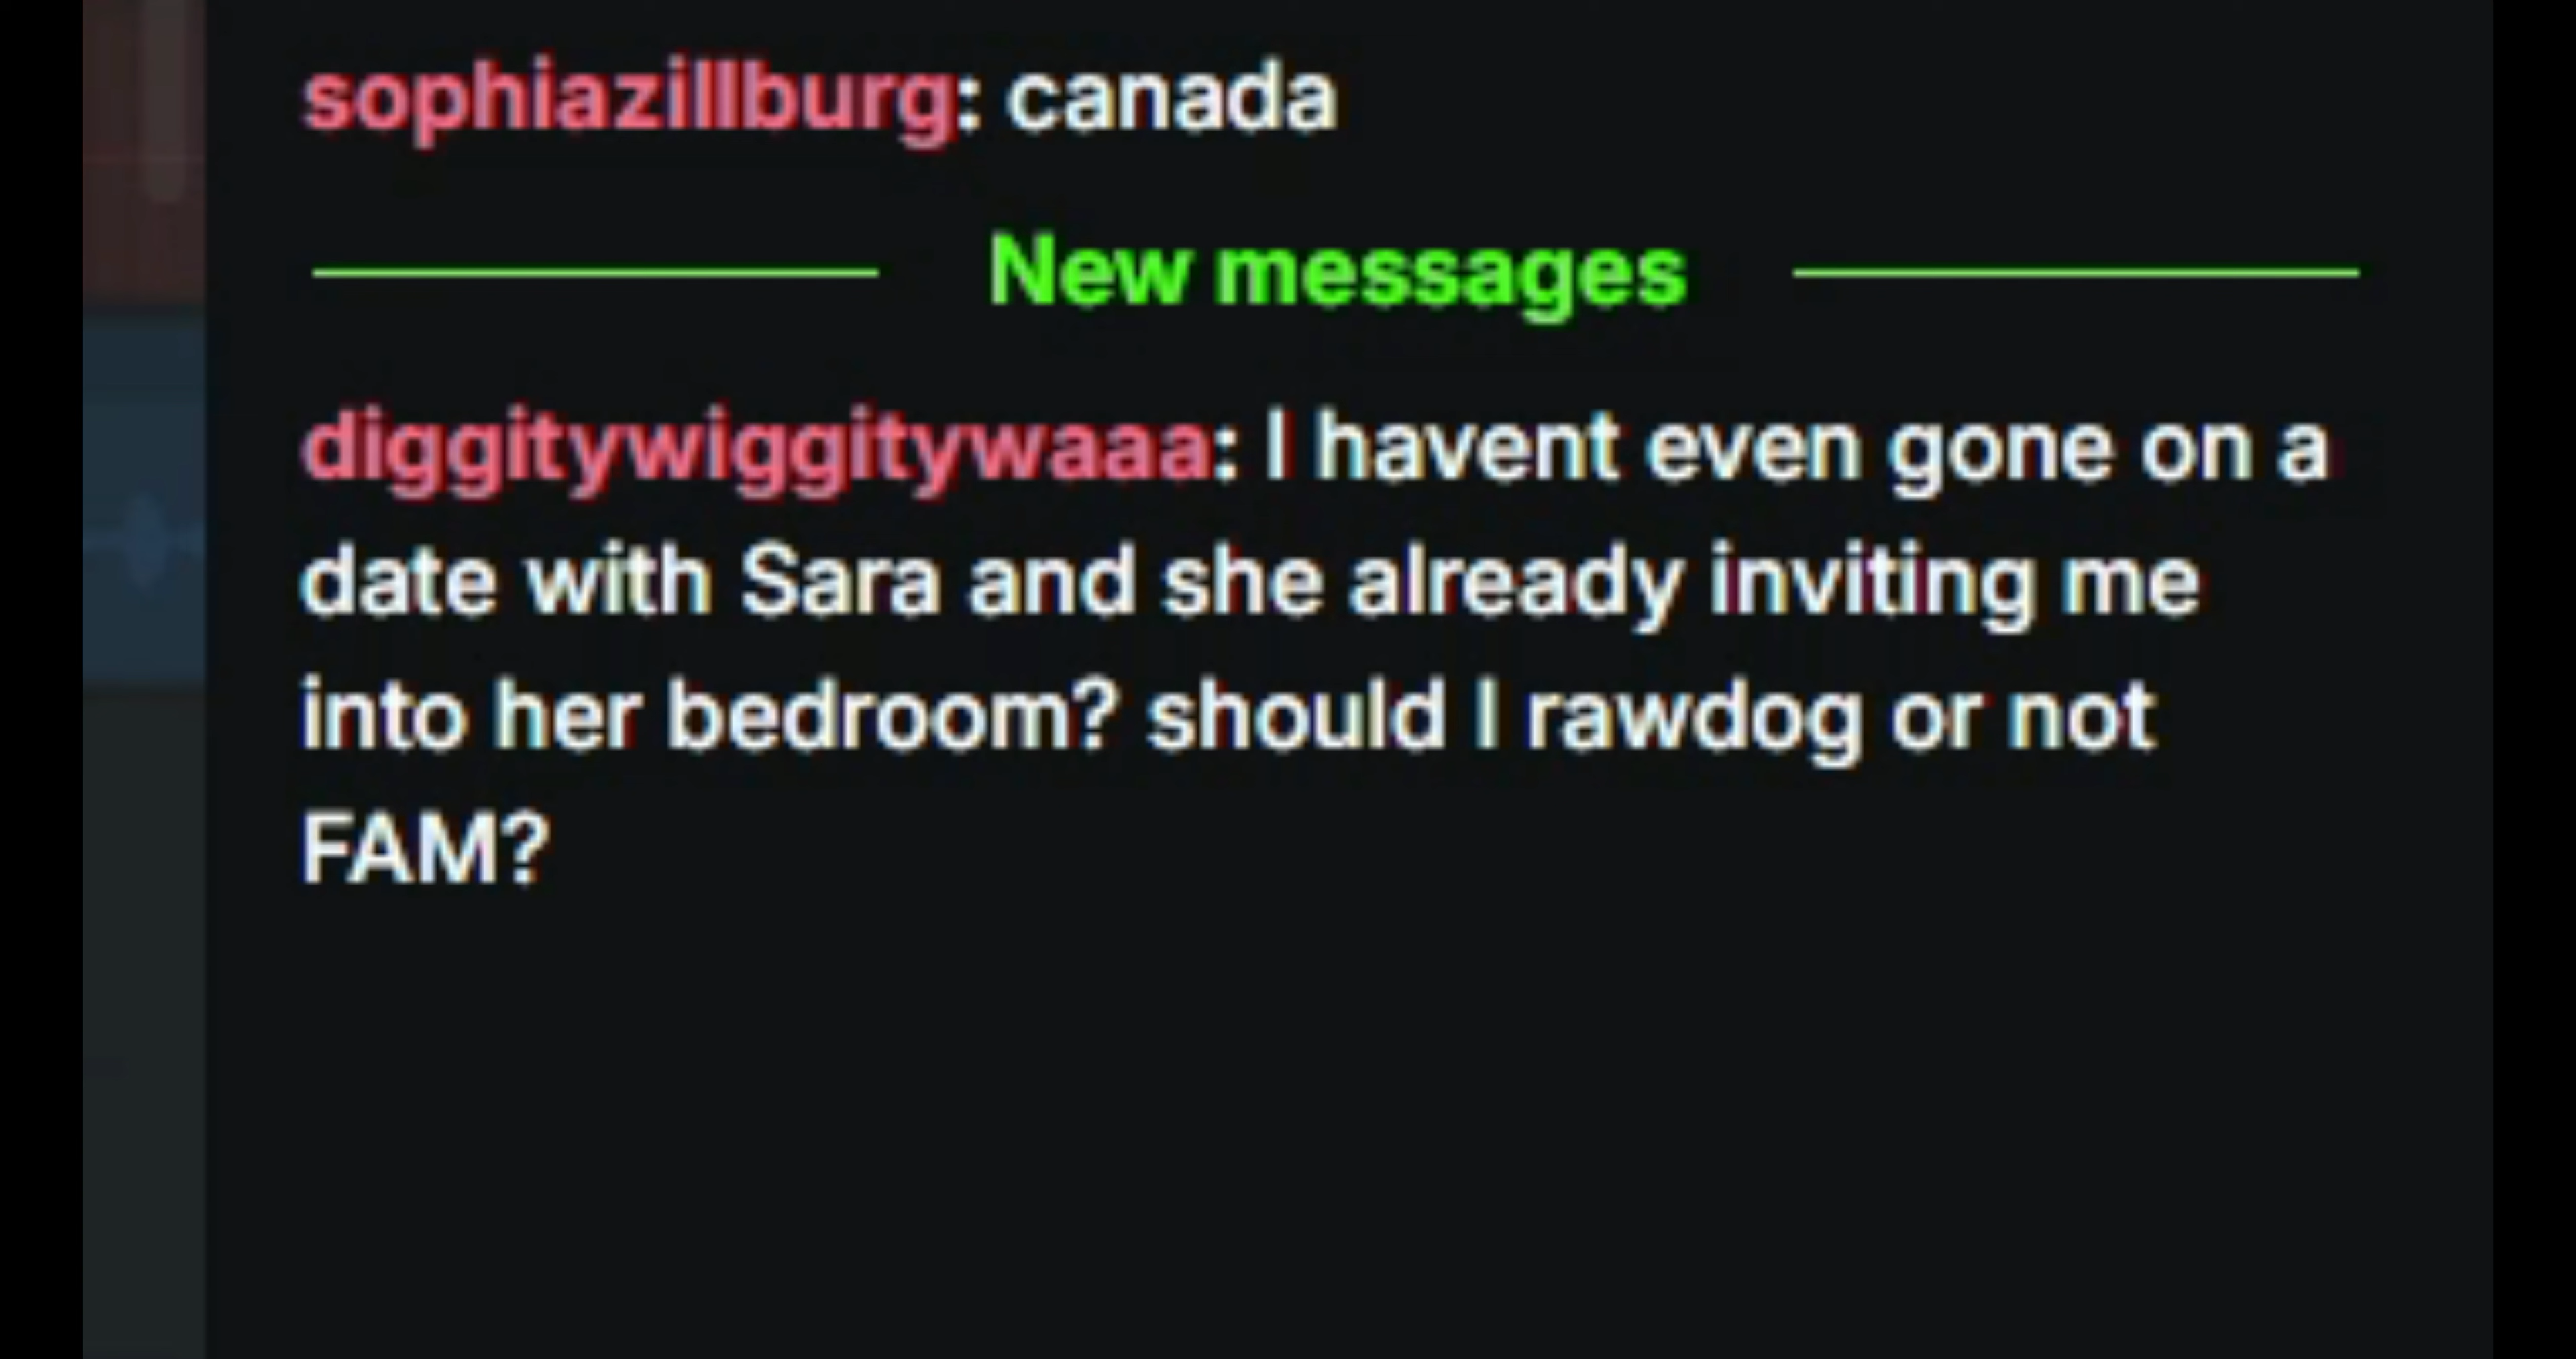 sophiazillburg: canada
New messages
diggitywiggitywaaa: I havent even gone on a
date with Sara and she already inviting me
into her bedroom? should I rawdog or not
FAM?